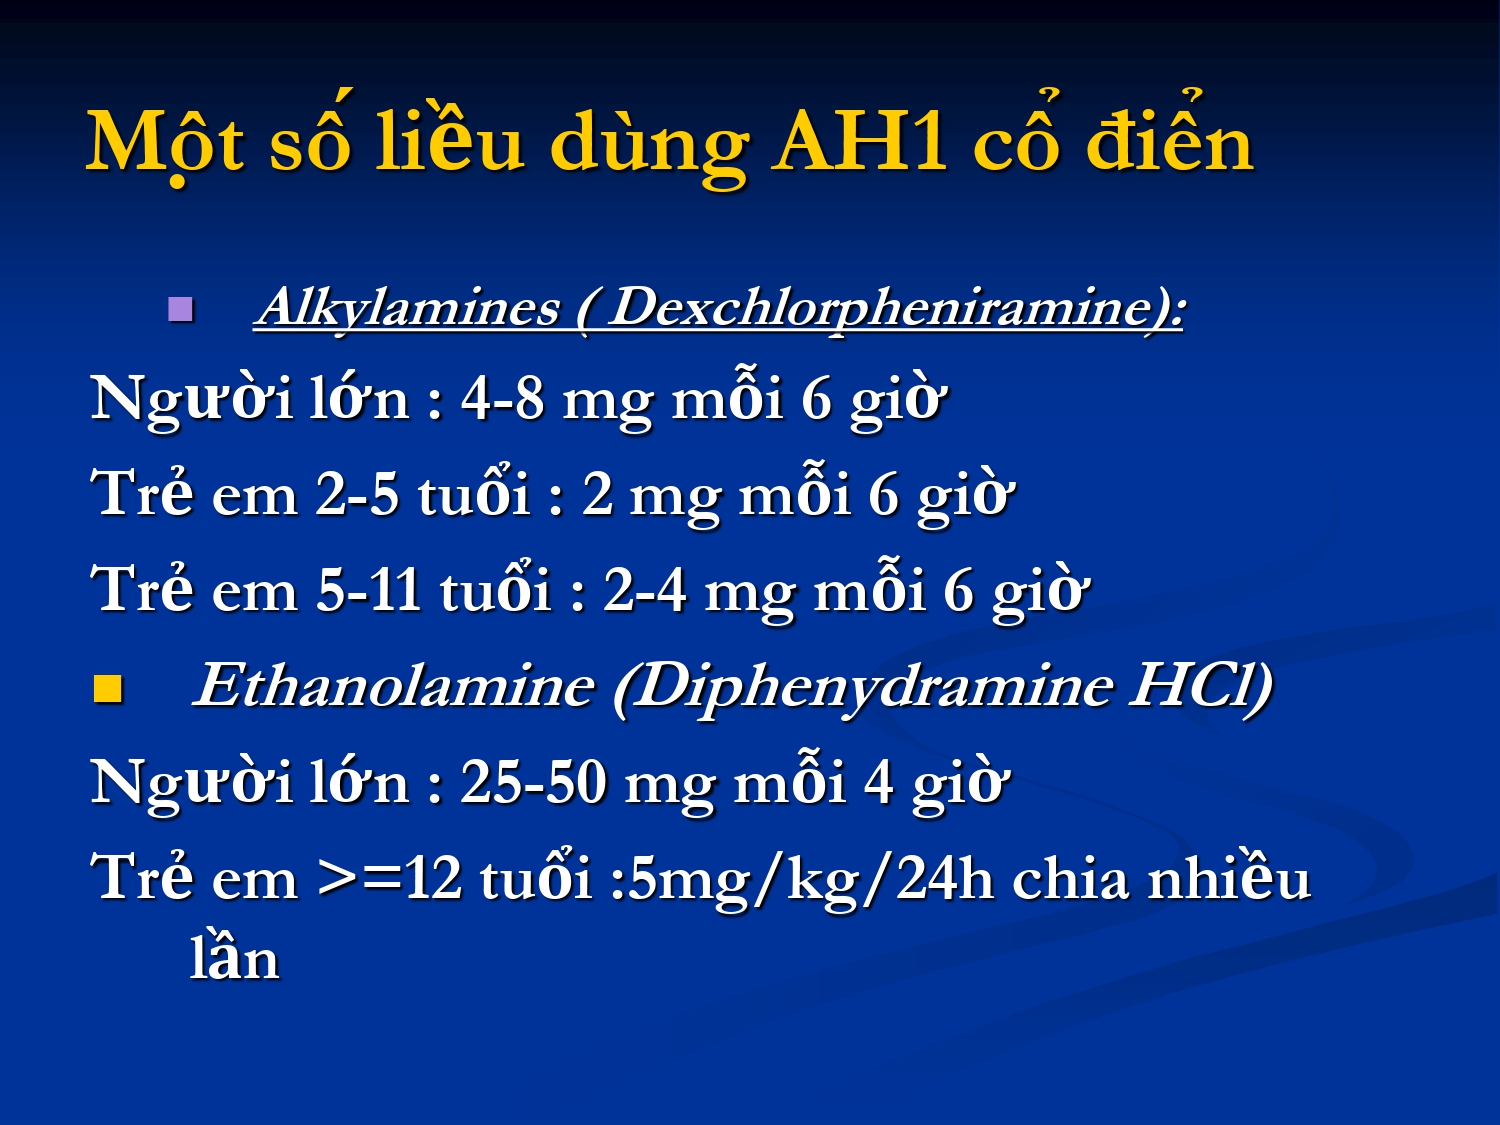 Một số liều dùng AH1 cổ điển
Alkylamines ( Dexchlorpheniramine):
Người lớn : 4-8 mg mỗi 6 giờ
Trẻ em 2-5 tuổi : 2 mg mỗi 6 giờ
Trẻ em 5-11 tuổi : 2-4 mg mỗi 6 giờ
Ethanolamine (Diphenydramine HCl)
Người lớn : 25-50 mg mỗi 4 giờ
Trẻ em >=12 tuổi :5mg/kg/24h chia nhiều
lần